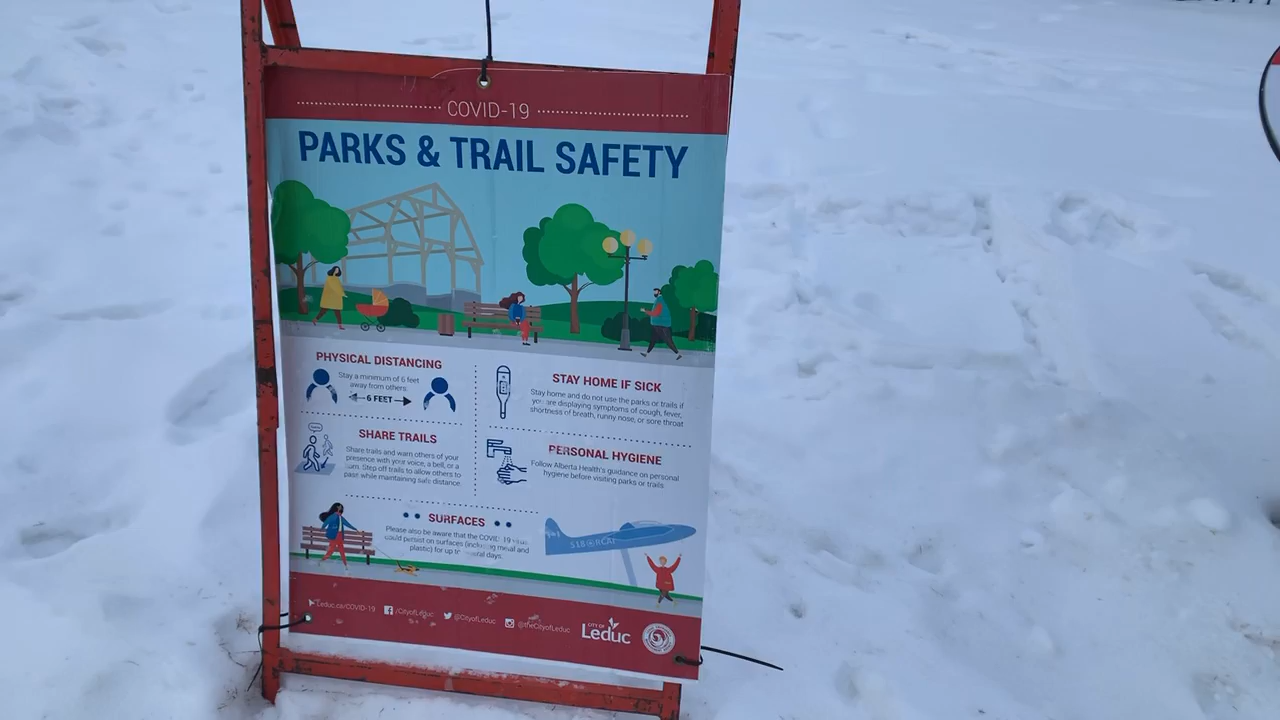 COVID-19
PARKS & TRAIL SAFETY
PHYSICAL DISTANCING
Stay a minimum of 6 feet
away from others.
6 FEET
STAY HOME IF SICK
Stay home and do not use the parks or trails if
you are displaying symptoms of cough, fever,
shortness of breath, runny nose, or sore throat
SHARE TRAILS
Share trails and warn others of your
presence with your voice, a bell, or a
horn. Step off trails to allow others to
pass while maintaining safe distance.
PERSONAL HYGIENE
Follow Alberta Health's guidance on personal
hygiene before visiting parks or trails
SURFACES
Please also be aware that the COVID-19 virus
could persist on surfaces (including metal and
plastic) for up to several days.
Leduc.ca/COVID-19 /CityofLeduc @CityofLeduc @theCityofLeduc
CITY OF
Leduc